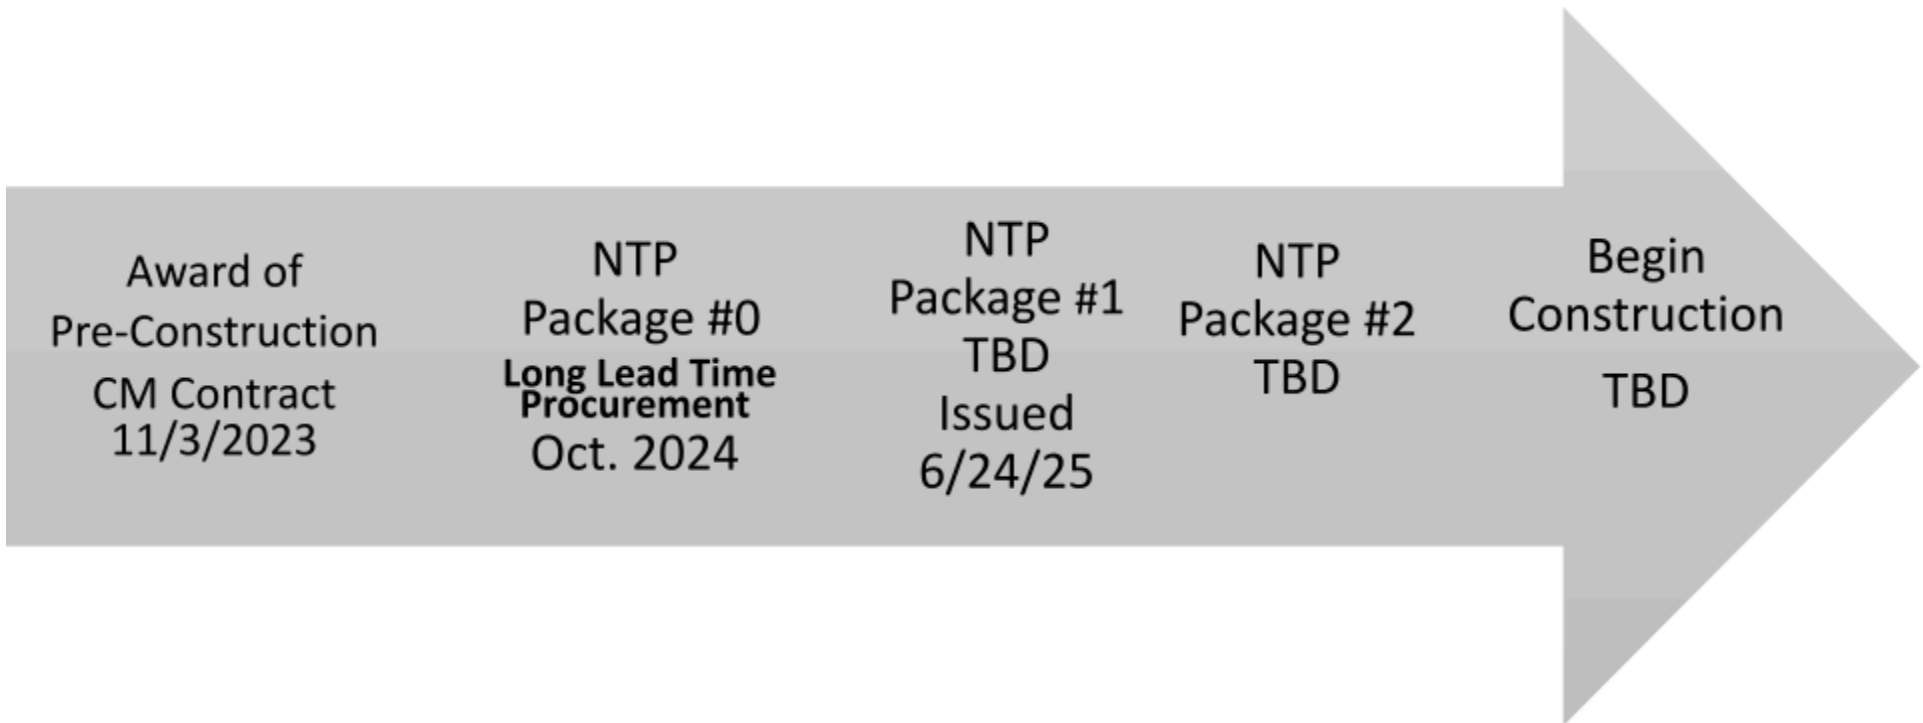 Award of
Pre-Construction
CM Contract
11/3/2023
NTP
Package #0
Long Lead Time
Procurement
Oct. 2024
NTP
Package #1
TBD
Issued
6/24/25
NTP
Package #2
TBD
Begin
Construction
TBD